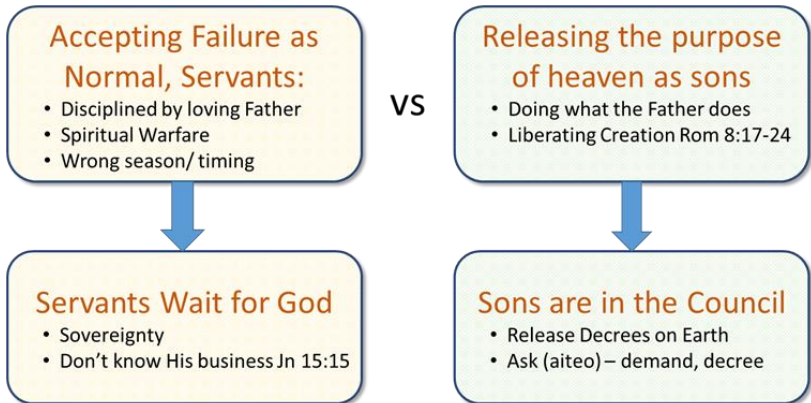 Accepting Failure as
Normal, Servants:
• Disciplined by loving Father
• Spiritual Warfare
• Wrong season/ timing
vs
Releasing the purpose
of heaven as sons
• Doing what the Father does
• Liberating Creation Rom 8:17-24
Servants Wait for God
• Sovereignty
• Don’t know His business Jn 15:15
Sons are in the Council
• Release Decrees on Earth
• Ask (aiteo) – demand, decree